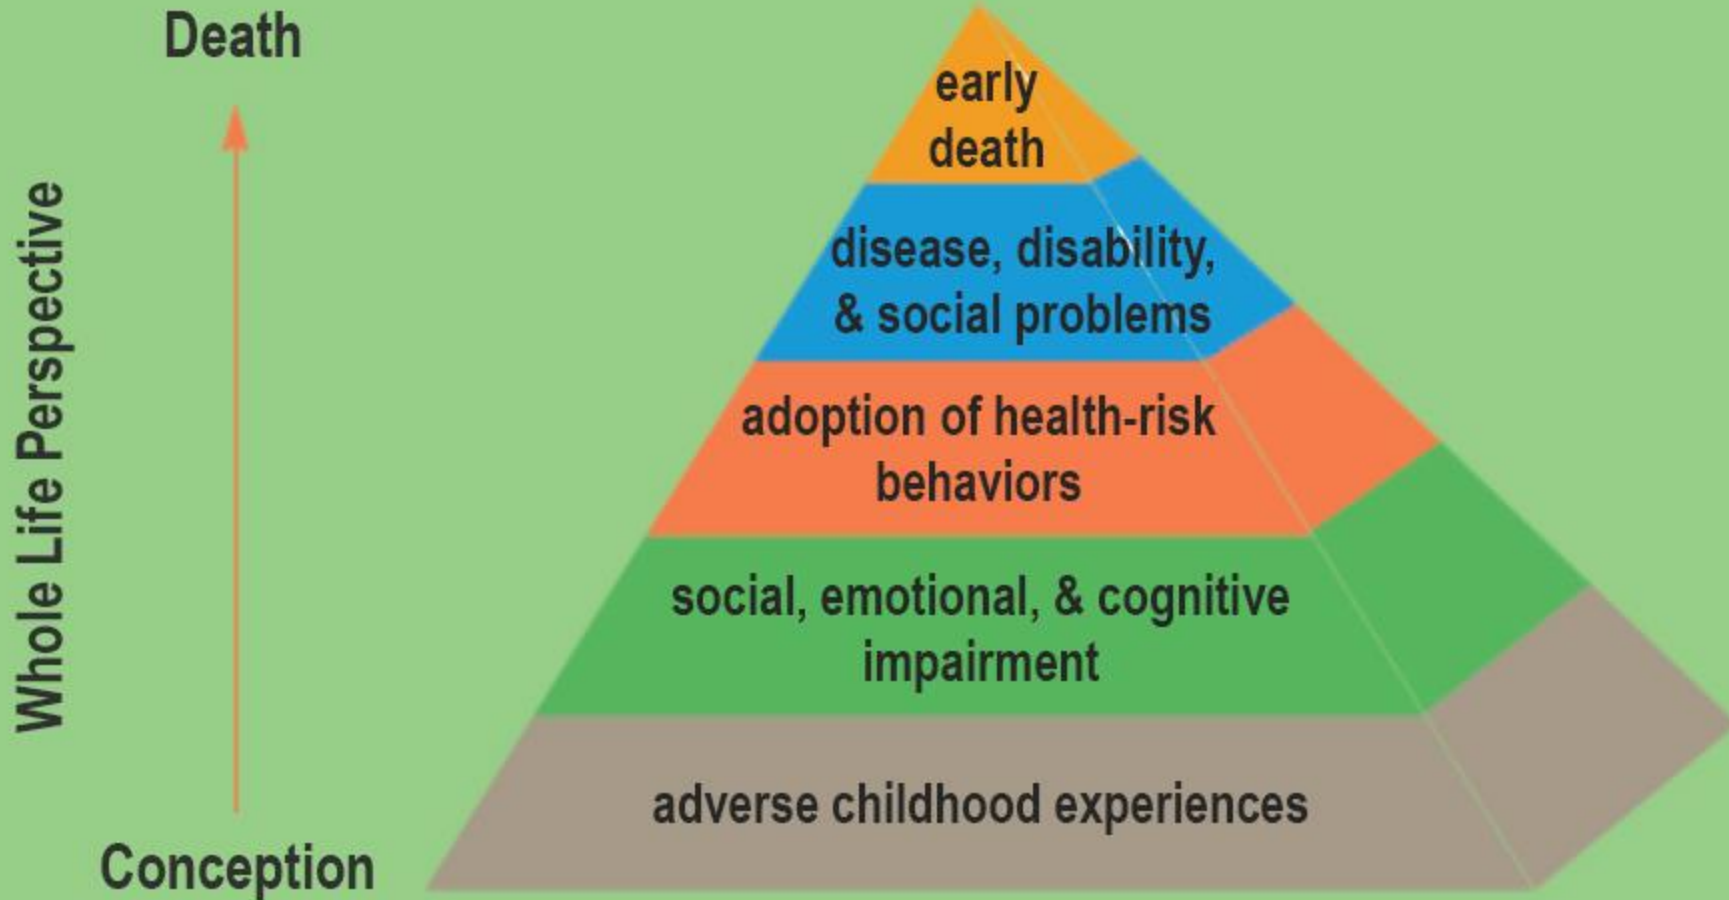 Death
Whole Life Perspective
Conception
early
death
disease, disability,
& social problems
adoption of health-risk
behaviors
social, emotional, & cognitive
impairment
adverse childhood experiences